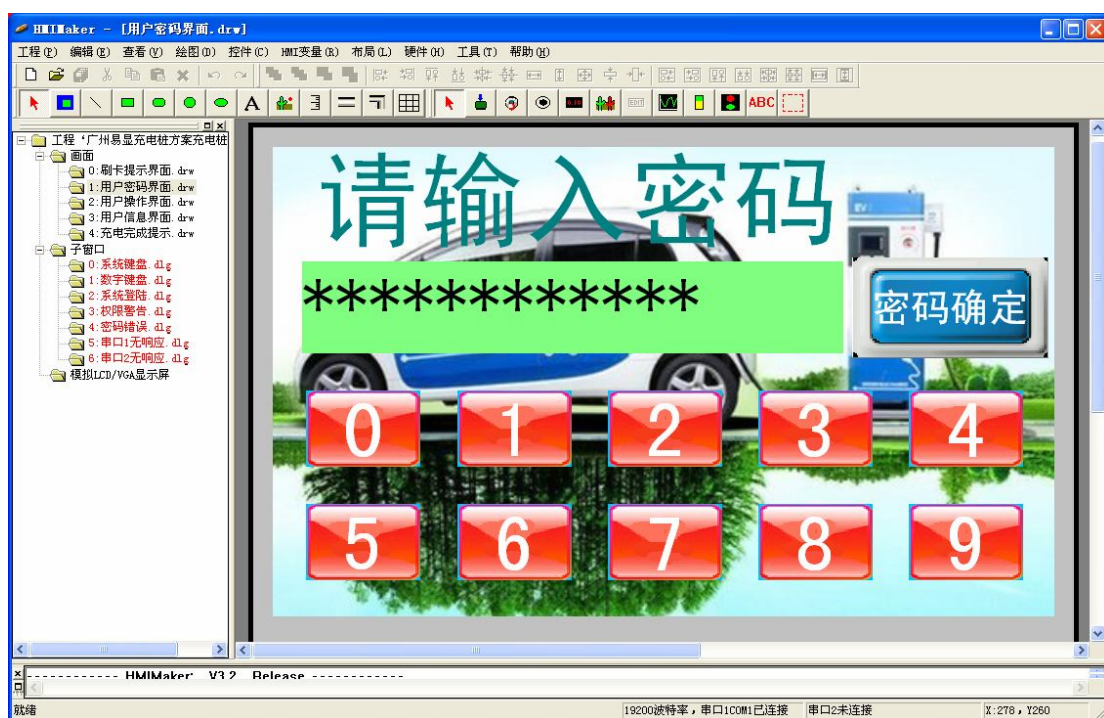 HMIMaker - [用户密码界面.drw]
工程(P) 编辑(E) 查看(V) 绘图(D) 控件(C) HMI变量(R) 布局(L) 硬件(H) 工具(T) 帮助(H)
A ABC
工程‘广州易显充电桩方案充电桩
画面
0:刷卡提示界面.drw
1:用户密码界面.drw
2:用户操作界面.drw
3:用户信息界面.drw
4:充电完成提示.drw
子窗口
0:系统键盘.dlg
1:数字键盘.dlg
2:系统登陆.dlg
3:权限警告.dlg
4:密码错误.dlg
5:串口1无响应.dlg
6:串口2无响应.dlg
模拟LCD/VGA显示屏
请输入密码
EV
************
密码确定
0 1 2 3 4
5 6 7 8 9
------------ HMIMaker: V3.2 Release ------------
就绪 19200波特率，串口1COM1已连接 串口2未连接 X:278，Y260